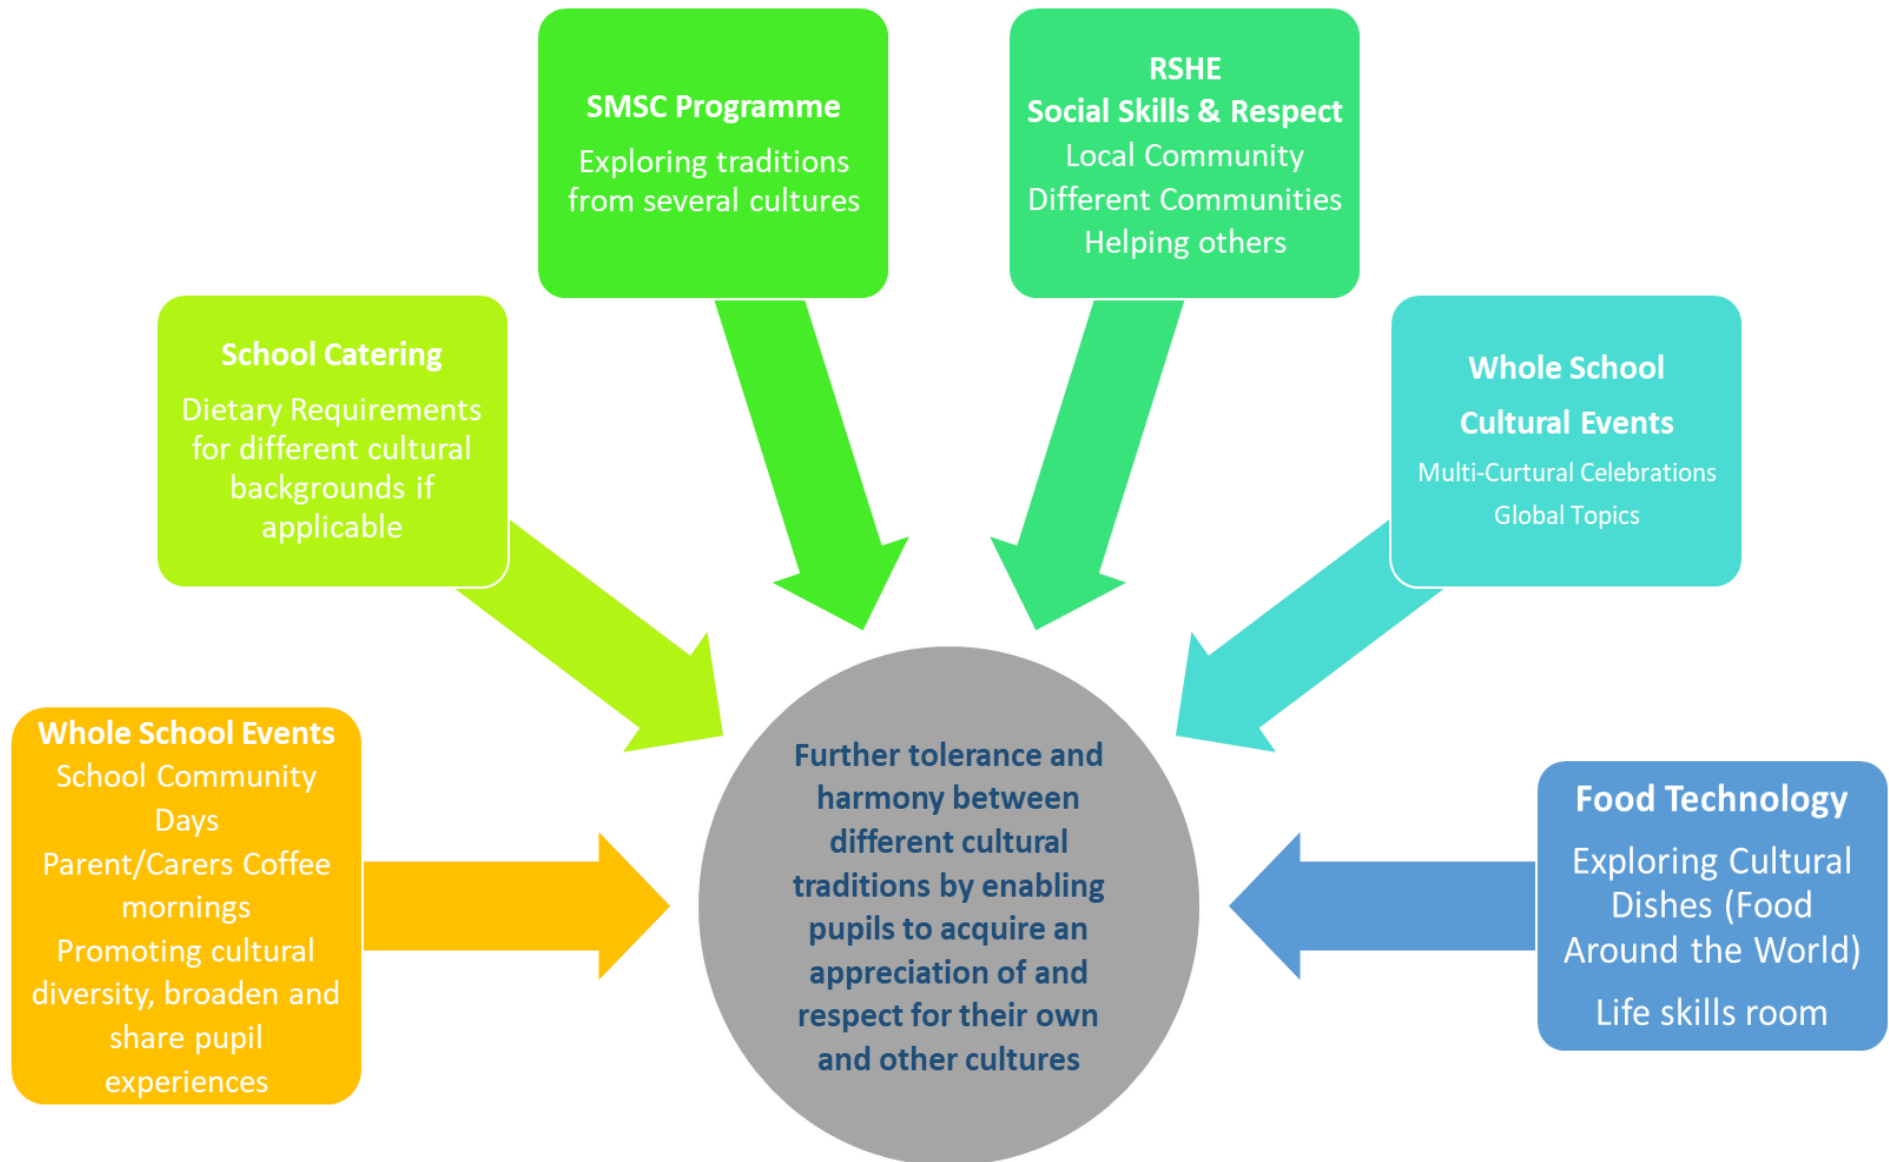 SMSC Programme
Exploring traditions
from several cultures
RSHE
Social Skills & Respect
Local Community
Different Communities
Helping others
School Catering
Dietary Requirements
for different cultural
backgrounds if
applicable
Whole School
Cultural Events
Multi-Curtural Celebrations
Global Topics
Whole School Events
School Community
Days
Parent/Carers Coffee
mornings
Promoting cultural
diversity, broaden and
share pupil
experiences
Further tolerance and
harmony between
different cultural
traditions by enabling
pupils to acquire an
appreciation of and
respect for their own
and other cultures
Food Technology
Exploring Cultural
Dishes (Food
Around the World)
Life skills room